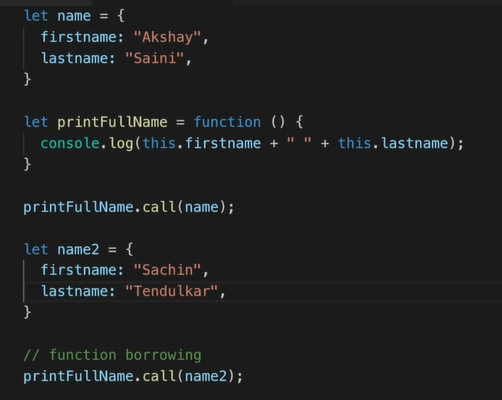 let name = {
  firstname: "Akshay",
  lastname: "Saini",
}
let printFullName = function () {
  console.log(this.firstname + " " + this.lastname);
}
printFullName.call(name);
let name2 = {
  firstname: "Sachin",
  lastname: "Tendulkar",
}
// function borrowing
printFullName.call(name2);